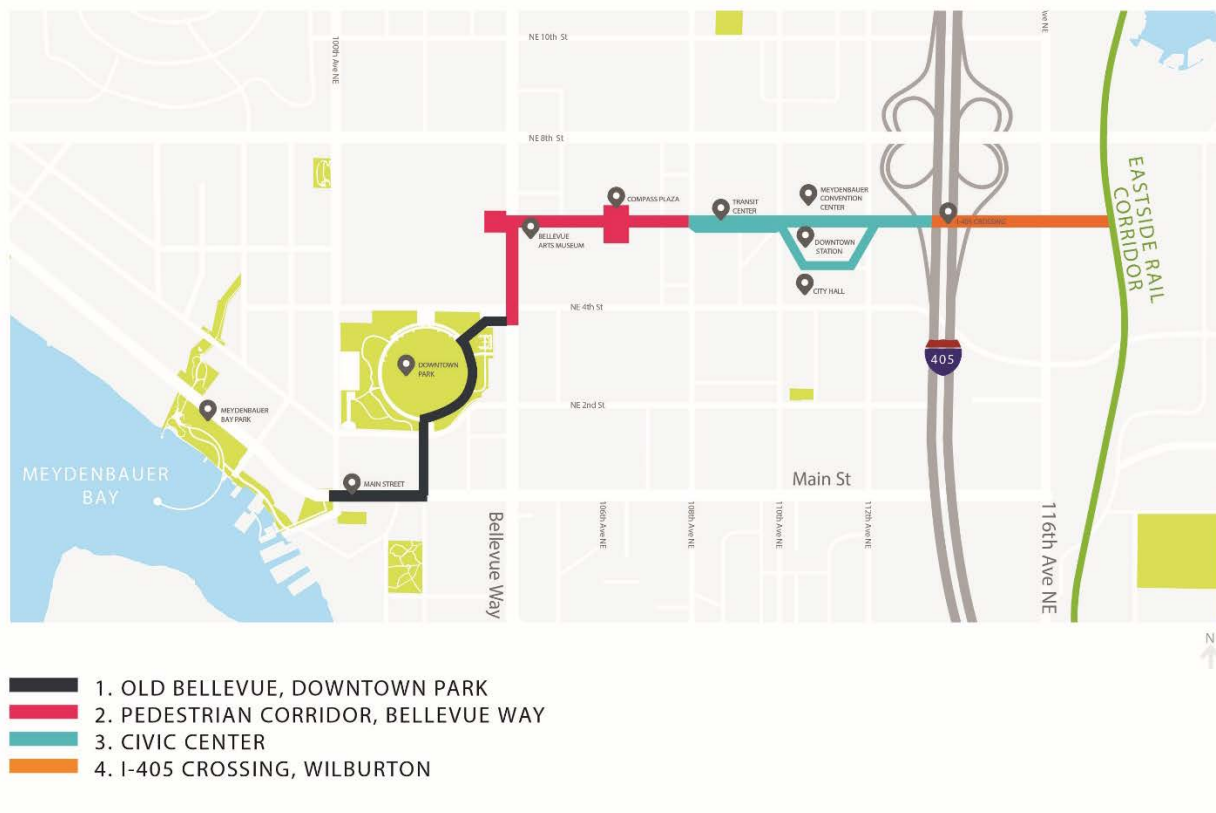 100th Ave NE
NE 10th St
Ave NE
NE 8th St
EASTSIDE RAIL
CORRIDOR
COMPASS PLAZA
TRANSIT
CENTER
MEYDENBAUER
CONVENTION
CENTER
I-405 CROSSING
BELLEVUE
ARTS MUSEUM
DOWNTOWN
STATION
CITY HALL
NE 4th St
405
DOWNTOWN
PARK
NE 2nd St
MEYDENBAUER
BAY PARK
MEYDENBAUER
BAY
MAIN STREET
Main St
Bellevue Way
106th Ave NE
108th Ave NE
110th Ave NE
112th Ave NE
116th Ave NE
N
1. OLD BELLEVUE, DOWNTOWN PARK
2. PEDESTRIAN CORRIDOR, BELLEVUE WAY
3. CIVIC CENTER
4. I-405 CROSSING, WILBURTON